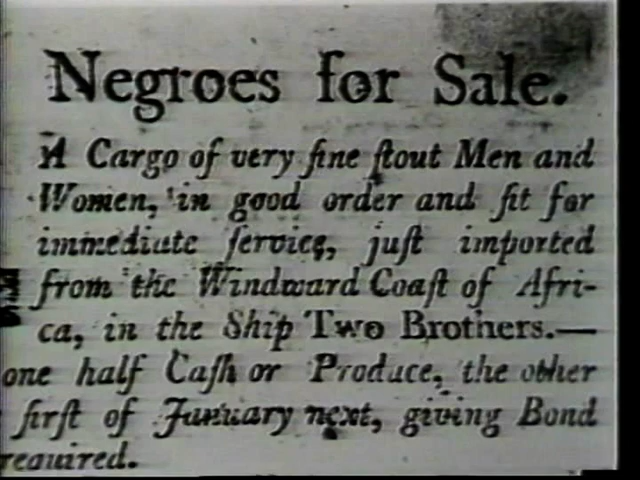 Negroes for Sale.
A Cargo of very fine ſtout Men and
Women, in good order and fit for
immediate ſervice, juſt imported
from the Windward Coaſt of Afri-
ca, in the Ship Two Brothers.—
one half Caſh or Produce, the other
firſt of January next, giving Bond
required.